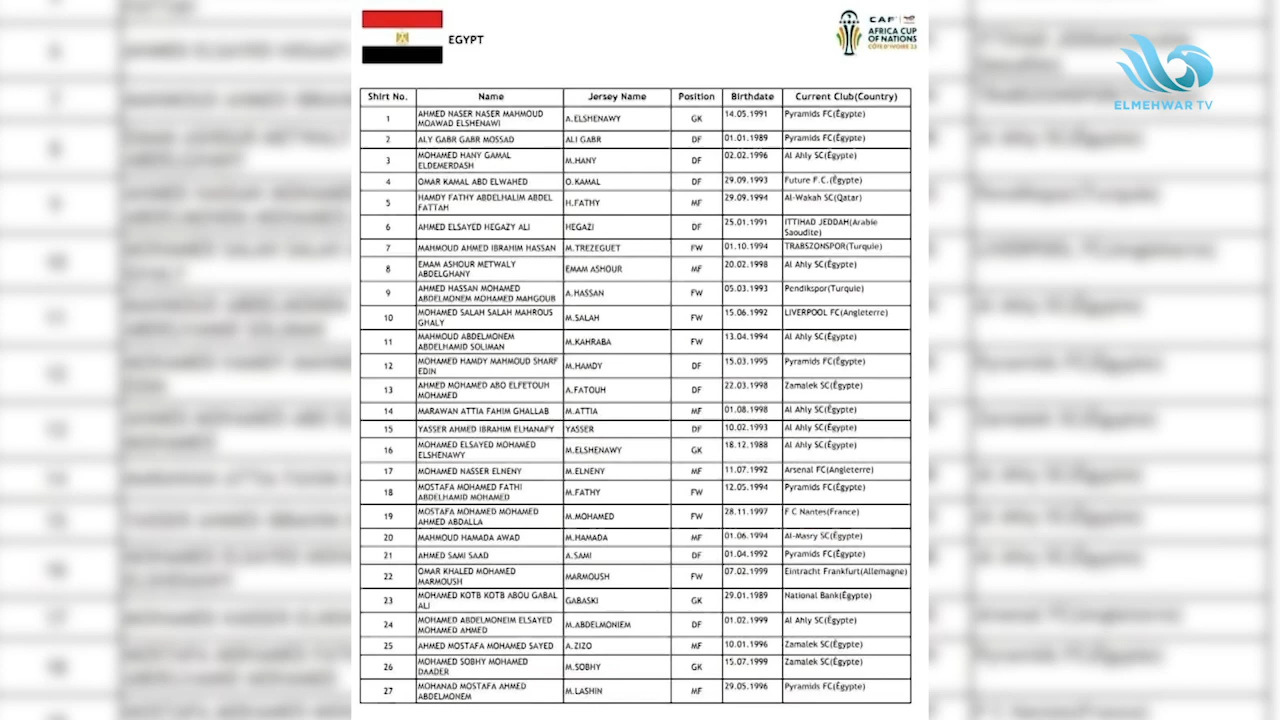 EGYPT
CAF
AFRICA CUP
OF NATIONS
CÔTE D'IVOIRE 23
ELMEHWAR TV
Shirt No. Name Jersey Name Position Birthdate Current Club(Country)
1 AHMED NASER NASER MAHMOUD MOAWAD ELSHENAWI A.ELSHENAWY GK 14.05.1991 Pyramids FC(Égypte)
2 ALY GABR GABR MOSSAD ALI GABR DF 01.01.1989 Pyramids FC(Égypte)
3 MOHAMED HANY GAMAL ELDEMERDASH M.HANY DF 02.02.1996 Al Ahly SC(Égypte)
4 OMAR KAMAL ABD ELWAHED O.KAMAL DF 29.09.1993 Future F.C.(Égypte)
5 HAMDY FATHY ABDELHALIM ABDEL FATTAH H.FATHY MF 29.09.1994 Al-Wakah SC(Qatar)
6 AHMED ELSAYED HEGAZY ALI HEGAZI DF 25.01.1991 ITTIHAD JEDDAH(Arabie Saoudite)
7 MAHMOUD AHMED IBRAHIM HASSAN M.TREZEGUET FW 01.10.1994 TRABZONSPOR(Turquie)
8 EMAM ASHOUR METWALY ABDELGHANY EMAM ASHOUR MF 20.02.1998 Al Ahly SC(Égypte)
9 AHMED HASSAN MOHAMED ABDELMONEM MOHAMED MAHGOUB A.HASSAN FW 05.03.1993 Pendikspor(Turquie)
10 MOHAMED SALAH SALAH MAHROUS GHALY M.SALAH FW 15.06.1992 LIVERPOOL FC(Angleterre)
11 MAHMOUD ABDELMONEM ABDELHAMID SOLIMAN M.KAHRABA FW 13.04.1994 Al Ahly SC(Égypte)
12 MOHAMED HAMDY MAHMOUD SHARF EDIN M.HAMDY DF 15.03.1995 Pyramids FC(Égypte)
13 AHMED MOHAMED ABO ELFETOUH MOHAMED A.FATOUH DF 22.03.1998 Zamalek SC(Égypte)
14 MARAWAN ATTIA FAHIM GHALLAB M.ATTIA MF 01.08.1998 Al Ahly SC(Égypte)
15 YASSER AHMED IBRAHIM ELHANAFY YASSER DF 10.02.1993 Al Ahly SC(Égypte)
16 MOHAMED ELSAYED MOHAMED ELSHENAWY M.ELSHENAWY GK 18.12.1988 Al Ahly SC(Égypte)
17 MOHAMED NASSER ELNENY M.ELNENY MF 11.07.1992 Arsenal FC(Angleterre)
18 MOSTAFA MOHAMED FATHI ABDELHAMID MOHAMED M.FATHY FW 12.05.1994 Pyramids FC(Égypte)
19 MOSTAFA MOHAMED MOHAMED AHMED ABDALLA M.MOHAMED FW 28.11.1997 F C Nantes(France)
20 MAHMOUD HAMADA AWAD M.HAMADA MF 01.06.1994 Al-Masry SC(Égypte)
21 AHMED SAMI SAAD A.SAMI DF 01.04.1992 Pyramids FC(Égypte)
22 OMAR KHALED MOHAMED MARMOUSH MARMOUSH FW 07.02.1999 Eintracht Frankfurt(Allemagne)
23 MOHAMED KOTB KOTB ABOU GABAL ALI GABASKI GK 29.01.1989 National Bank(Égypte)
24 MOHAMED ABDELMONEIM ELSAYED MOHAMED AHMED M.ABDELMONIEM DF 01.02.1999 Al Ahly SC(Égypte)
25 AHMED MOSTAFA MOHAMED SAYED A.ZIZO MF 10.01.1996 Zamalek SC(Égypte)
26 MOHAMED SOBHY MOHAMED DAADER M.SOBHY GK 15.07.1999 Zamalek SC(Égypte)
27 MOHANAD MOSTAFA AHMED ABDELMONEM M.LASHIN MF 29.05.1996 Pyramids FC(Égypte)